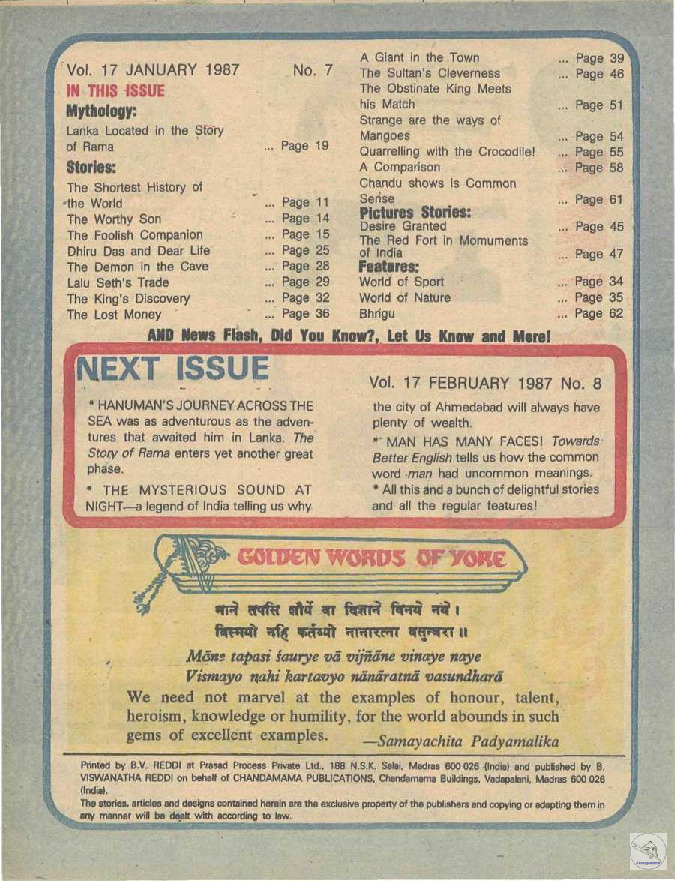 Vol. 17 JANUARY 1987 No. 7
IN THIS ISSUE
Mythology:
Lanka Located in the Story
of Rama ... Page 19
Stories:
The Shortest History of
the World ... Page 11
The Worthy Son ... Page 14
The Foolish Companion ... Page 15
Dhiru Das and Dear Life ... Page 25
The Demon in the Cave ... Page 28
Lalu Seth's Trade ... Page 29
The King's Discovery ... Page 32
The Lost Money ... Page 36
A Giant in the Town ... Page 39
The Sultan's Cleverness ... Page 46
The Obstinate King Meets
his Match ... Page 51
Strange are the ways of
Mangoes ... Page 54
Quarrelling with the Crocodile! ... Page 55
A Comparison ... Page 58
Chandu shows is Common
Sense ... Page 61
Pictures Stories:
Desire Granted ... Page 45
The Red Fort in Momuments
of India ... Page 47
Features:
World of Sport ... Page 34
World of Nature ... Page 35
Bhrigu ... Page 62
AND News Flash, Did You Know?, Let Us Know and More!
NEXT ISSUE
* HANUMAN'S JOURNEY ACROSS THE
SEA was as adventurous as the adven-
tures that awaited him in Lanka. The
Story of Rama enters yet another great
phase.
* THE MYSTERIOUS SOUND AT
NIGHT—a legend of India telling us why
Vol. 17 FEBRUARY 1987 No. 8
the city of Ahmedabad will always have
plenty of wealth.
* MAN HAS MANY FACES! Towards
Better English tells us how the common
word man had uncommon meanings.
* All this and a bunch of delightful stories
and all the regular features!
GOLDEN WORDS OF YORE
माने तपसि शौर्ये वा विज्ञाने विनये नये ।
विस्मयो नहि कर्तव्यो नानारत्ना वसुन्धरा ॥
Māne tapasi śaurye vā vijñāne vinaye naye
Vismayo nahi kartavyo nānāratnā vasundharā
We need not marvel at the examples of honour, talent,
heroism, knowledge or humility, for the world abounds in such
gems of excellent examples. —Samayachita Padyamalika
Printed by B.V. REDDI at Prasad Process Private Ltd., 188 N.S.K. Salai, Madras 600 026 (India) and published by B.
VISWANATHA REDDI on behalf of CHANDAMAMA PUBLICATIONS, Chandamama Buildings, Vadapalani, Madras 600 026
(India).
The stories, articles and designs contained herein are the exclusive property of the publishers and copying or adapting them in
any manner will be dealt with according to law.